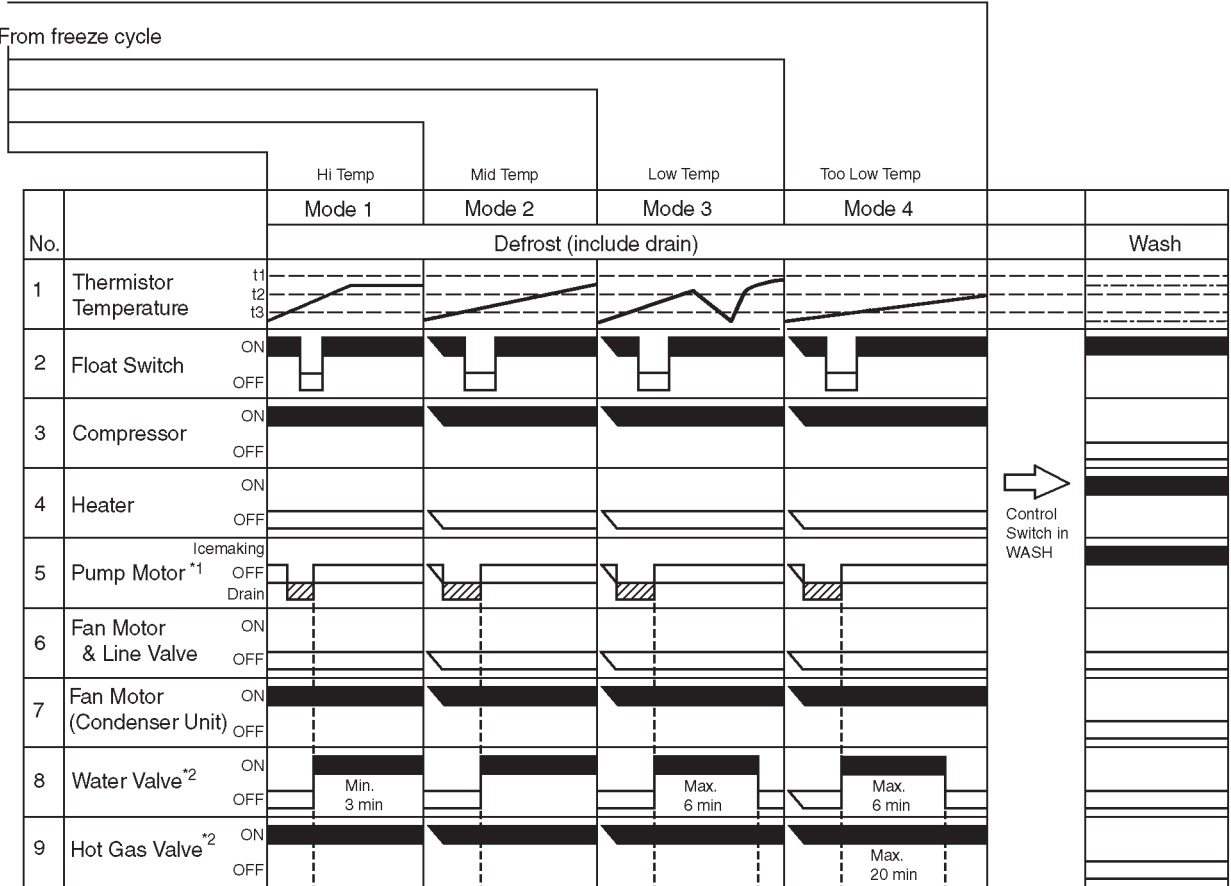 From freeze cycle
Hi Temp Mid Temp Low Temp Too Low Temp
Mode 1 Mode 2 Mode 3 Mode 4
No. Defrost (include drain) Wash
1 Thermistor Temperature t1 t2 t3
2 Float Switch ON OFF
3 Compressor ON OFF
4 Heater ON OFF
Control Switch in WASH
5 Pump Motor *1 Icemaking OFF Drain
6 Fan Motor & Line Valve ON OFF
7 Fan Motor (Condenser Unit) ON OFF
8 Water Valve*2 ON OFF Min. 3 min Max. 6 min Max. 6 min
9 Hot Gas Valve*2 ON OFF Max. 20 min